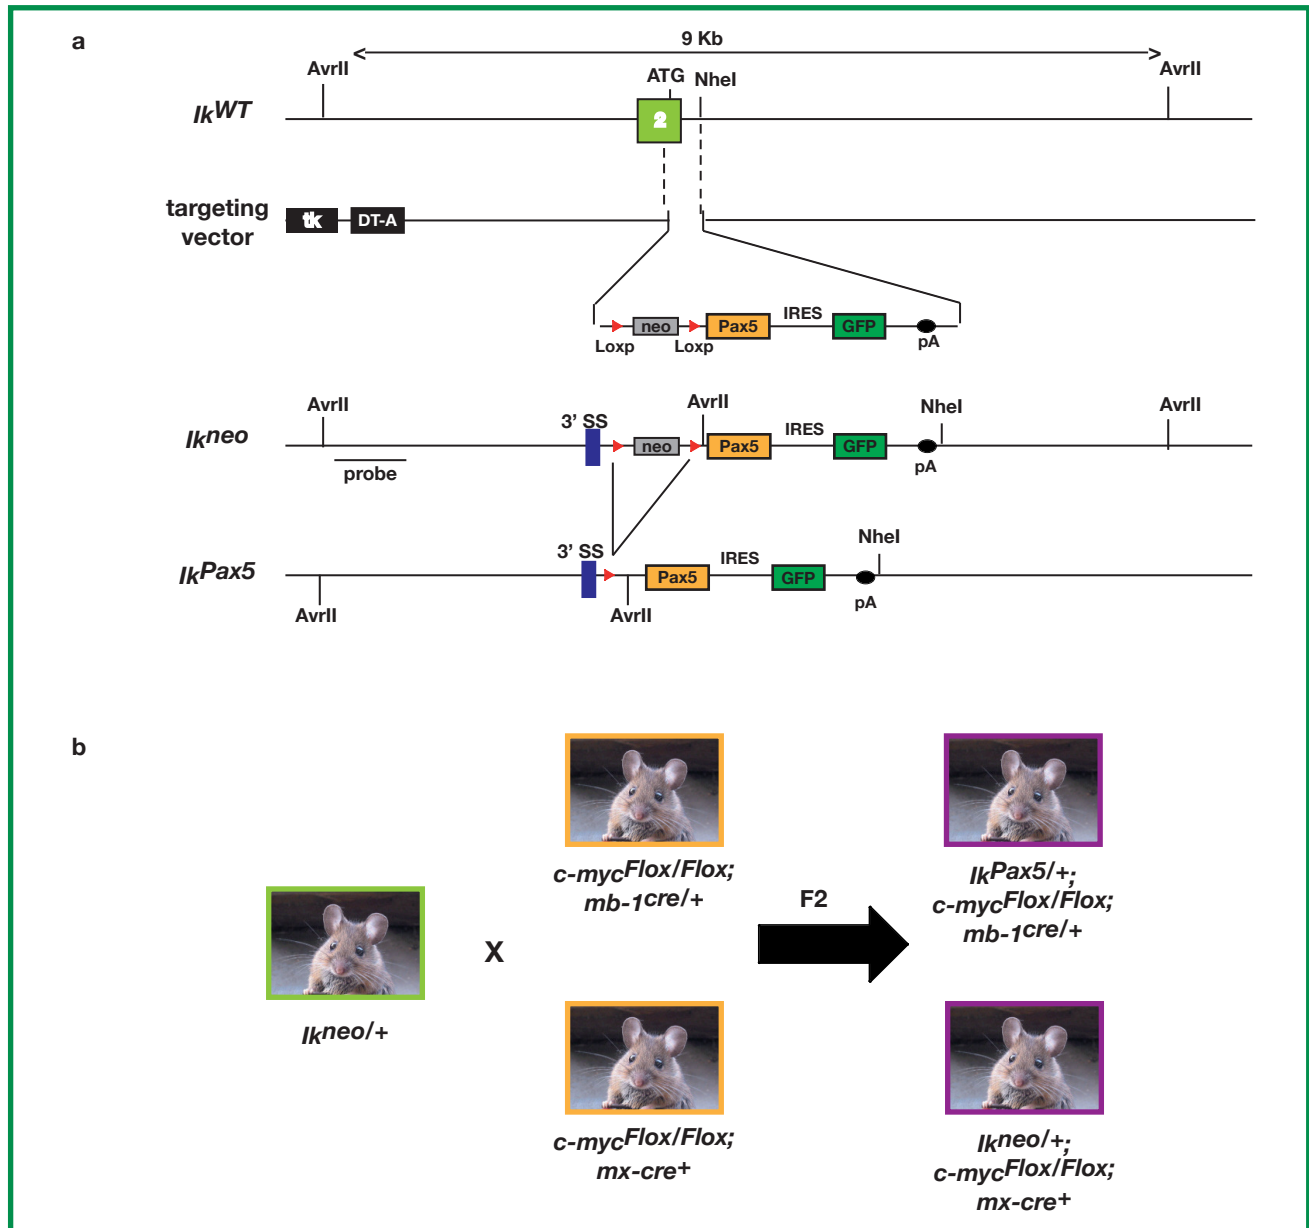 a
9 Kb
AvrII
ATG
NheI
AvrII
IkWT
2
targeting
vector
tk
DT-A
neo
Pax5
IRES
GFP
Loxp
Loxp
pA
AvrII
3' SS
AvrII
NheI
AvrII
Ikneo
neo
Pax5
IRES
GFP
pA
probe
3' SS
IRES
NheI
IkPax5
Pax5
GFP
pA
AvrII
AvrII
b
c-mycFlox/Flox;
mb-1cre/+
IkPax5/+;
c-mycFlox/Flox;
mb-1cre/+
F2
X
Ikneo/+
c-mycFlox/Flox;
mx-cre+
Ikneo/+;
c-mycFlox/Flox;
mx-cre+